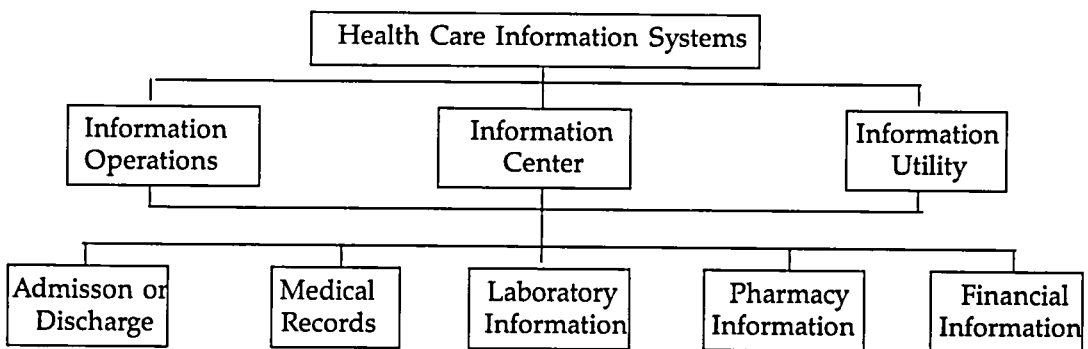 Health Care Information Systems
Information
Operations
Information
Center
Information
Utility
Admisson or
Discharge
Medical
Records
Laboratory
Information
Pharmacy
Information
Financial
Information